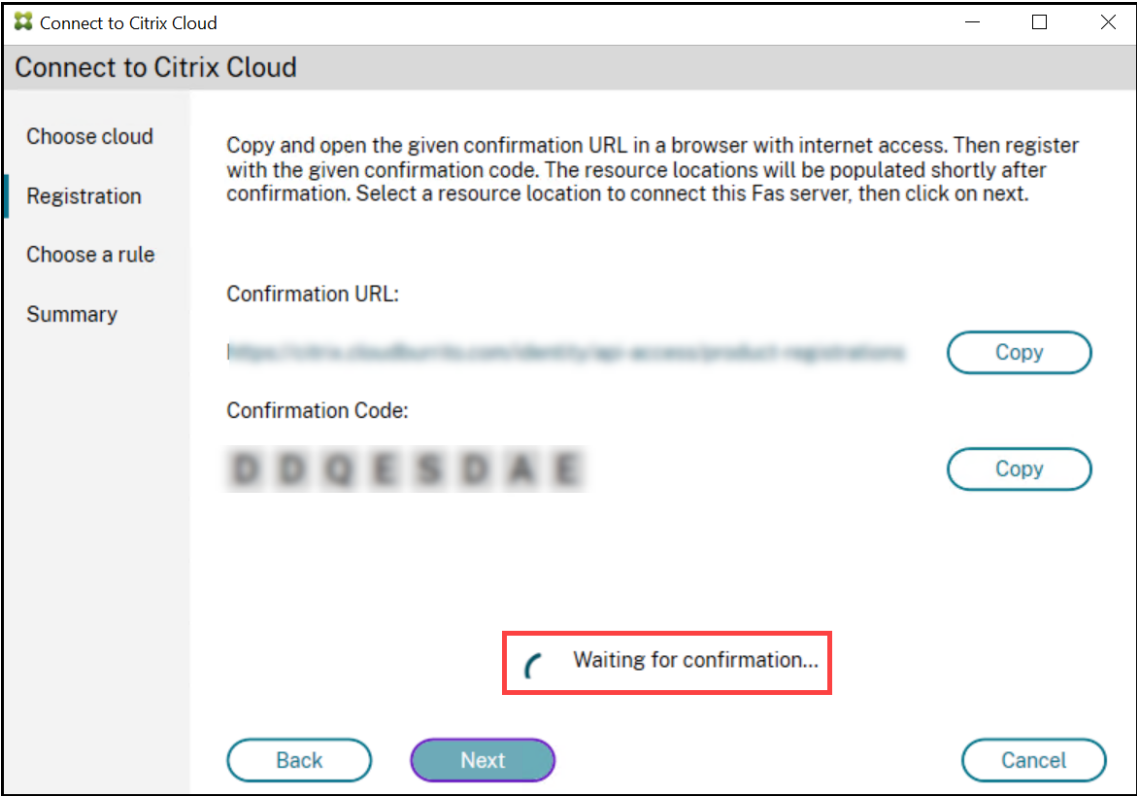 Connect to Citrix Cloud
Connect to Citrix Cloud
Choose cloud
Registration
Choose a rule
Summary
Copy and open the given confirmation URL in a browser with internet access. Then register
with the given confirmation code. The resource locations will be populated shortly after
confirmation. Select a resource location to connect this Fas server, then click on next.
Confirmation URL:
Copy
Confirmation Code:
Copy
Waiting for confirmation...
Back
Next
Cancel